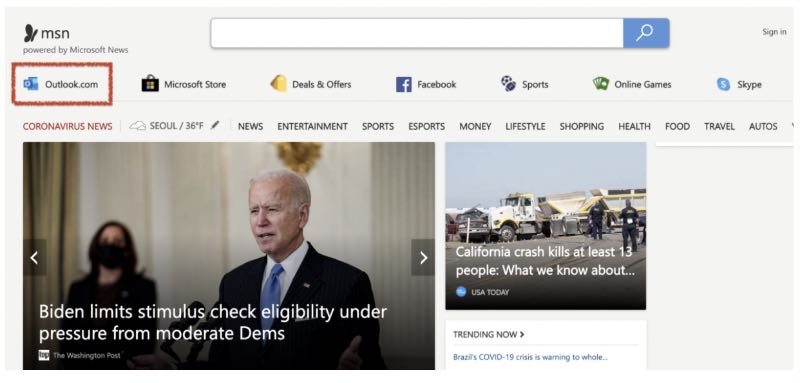 msn
powered by Microsoft News
Sign in
Outlook.com
Microsoft Store
Deals & Offers
Facebook
Sports
Online Games
Skype
CORONAVIRUS NEWS
SEOUL / 36°F
NEWS
ENTERTAINMENT
SPORTS
ESPORTS
MONEY
LIFESTYLE
SHOPPING
HEALTH
FOOD
TRAVEL
AUTOS
Biden limits stimulus check eligibility under
pressure from moderate Dems
The Washington Post
California crash kills at least 13
people: What we know about...
USA TODAY
TRENDING NOW
Brazil's COVID-19 crisis is warning to whole...